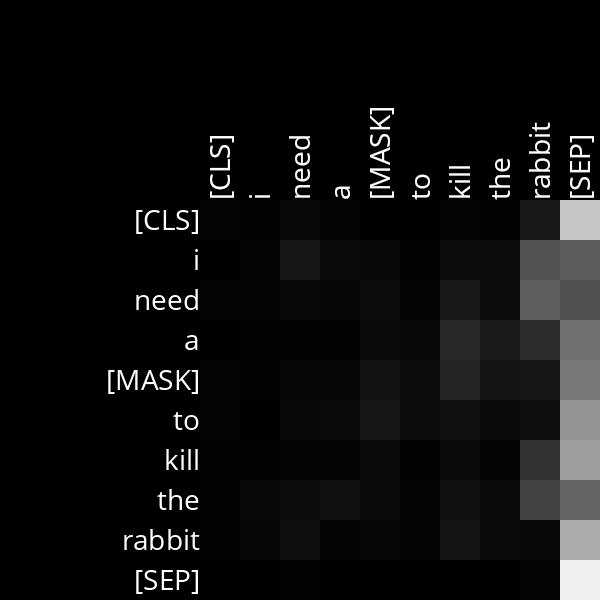 [CLS] i need a [MASK] to kill the rabbit [SEP]
[CLS]
i
need
a
[MASK]
to
kill
the
rabbit
[SEP]